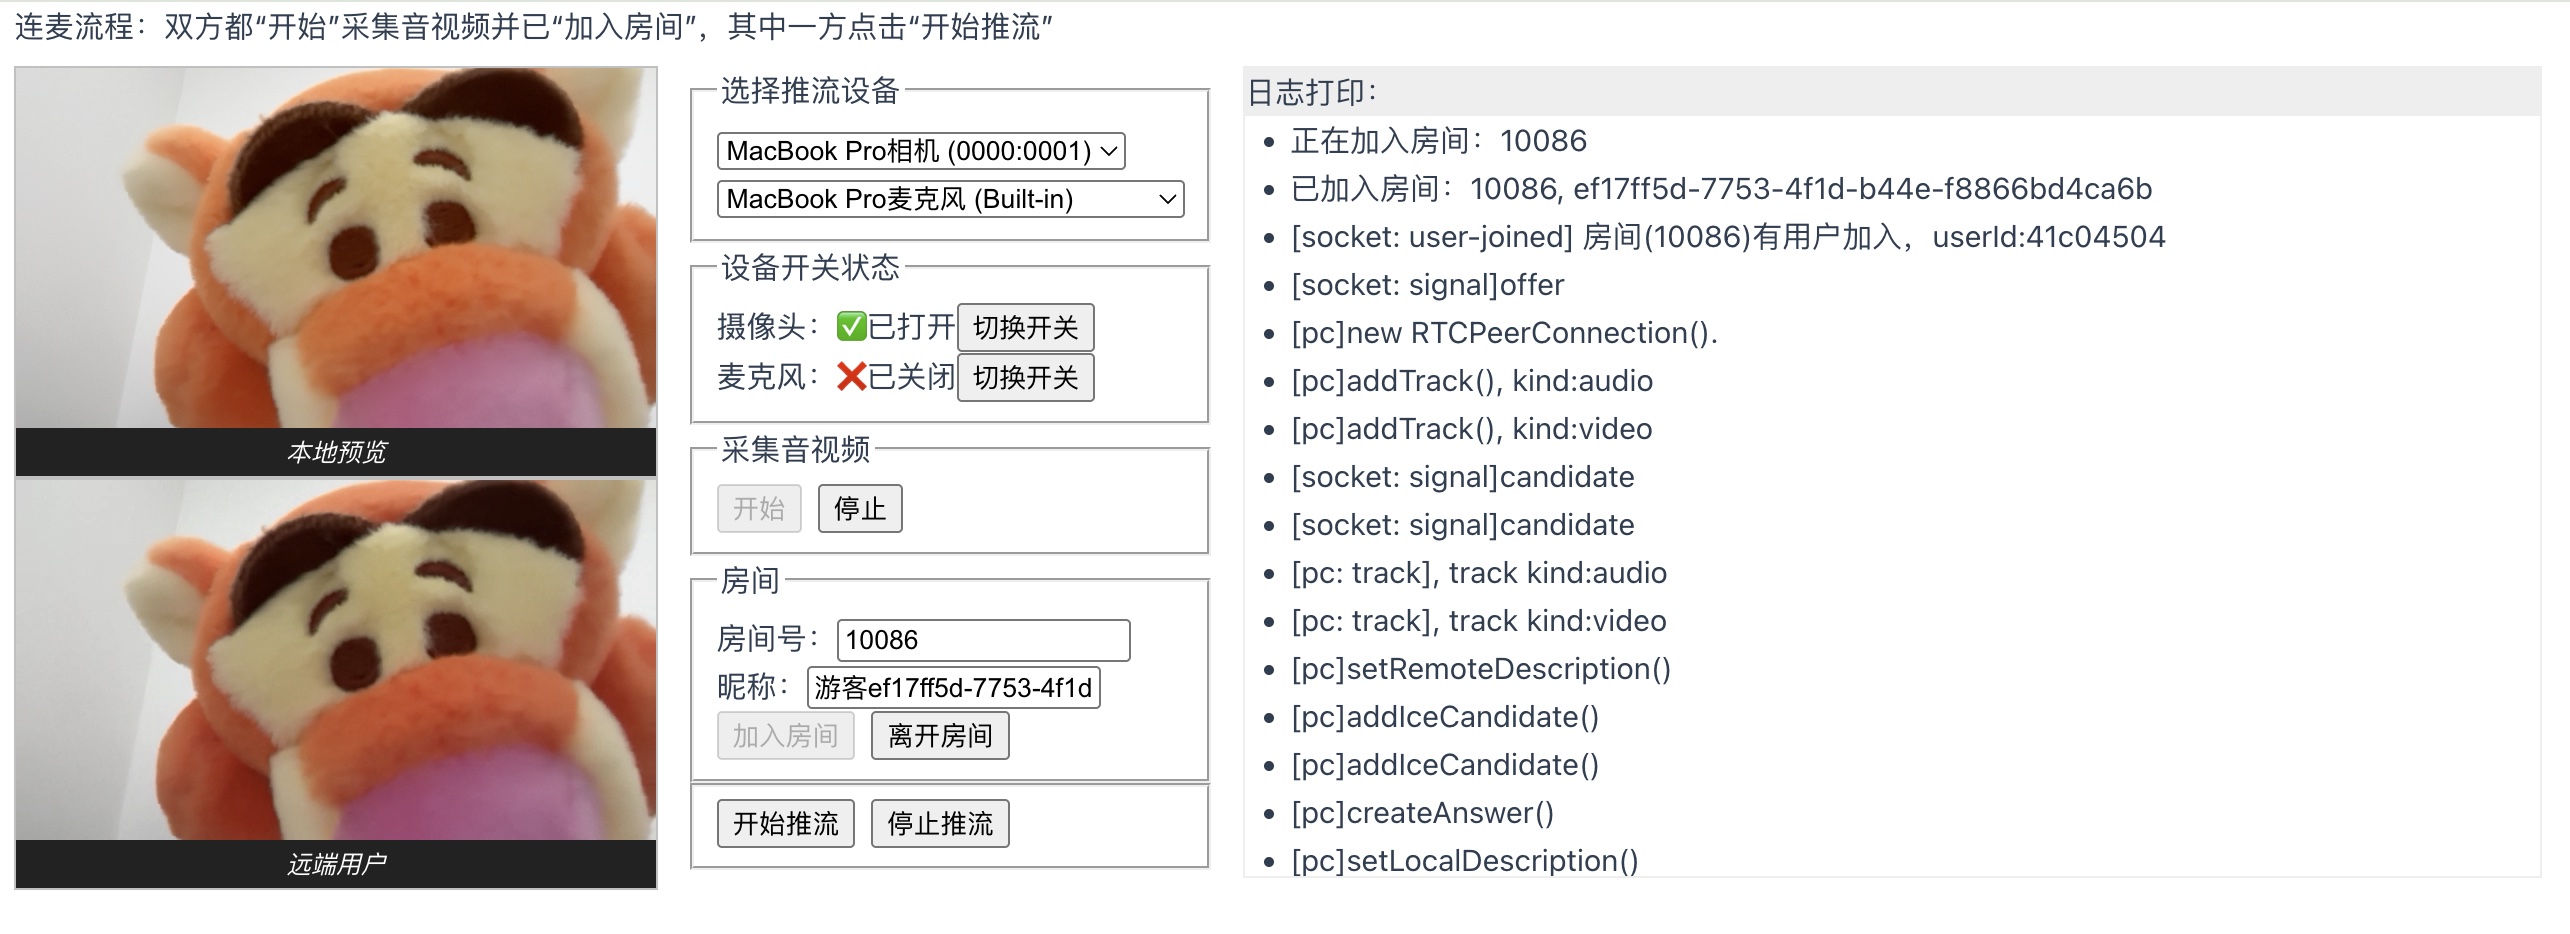 连麦流程：双方都“开始”采集音视频并已“加入房间”，其中一方点击“开始推流”
本地预览
远端用户
选择推流设备
MacBook Pro相机 (0000:0001)
MacBook Pro麦克风 (Built-in)
设备开关状态
摄像头：✅已打开 切换开关
麦克风：❌已关闭 切换开关
采集音视频
开始 停止
房间
房间号：10086
昵称：游客ef17ff5d-7753-4f1d
加入房间 离开房间
开始推流 停止推流
日志打印：
正在加入房间：10086
已加入房间：10086, ef17ff5d-7753-4f1d-b44e-f8866bd4ca6b
[socket: user-joined] 房间(10086)有用户加入，userId:41c04504
[socket: signal]offer
[pc]new RTCPeerConnection().
[pc]addTrack(), kind:audio
[pc]addTrack(), kind:video
[socket: signal]candidate
[socket: signal]candidate
[pc: track], track kind:audio
[pc: track], track kind:video
[pc]setRemoteDescription()
[pc]addIceCandidate()
[pc]addIceCandidate()
[pc]createAnswer()
[pc]setLocalDescription()